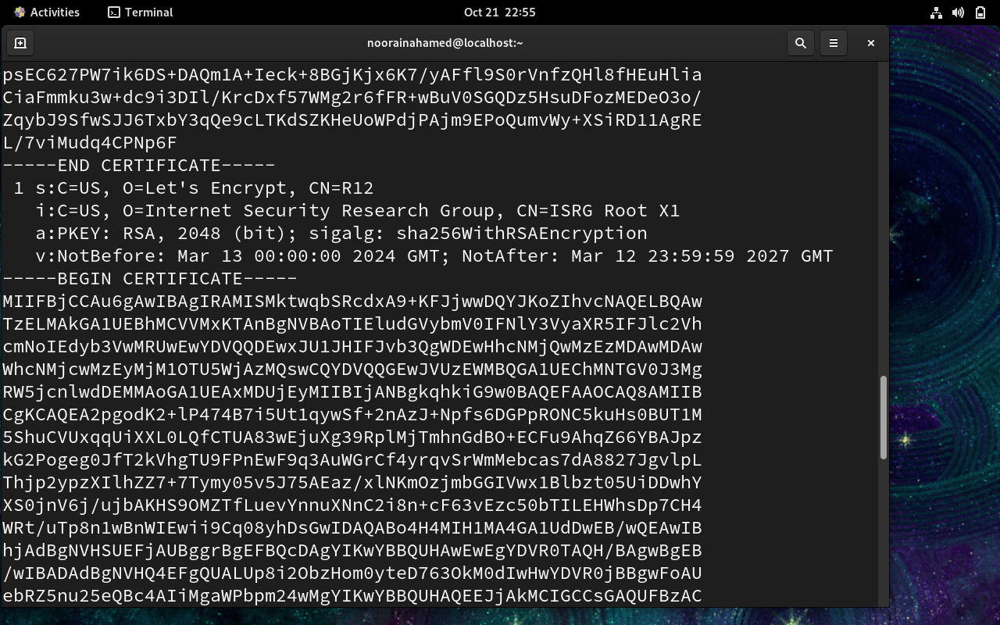 Activities
Terminal
Oct 21 22:55
noorainahamed@localhost:~
psEC627PW7ik6DS+DAQm1A+Ieck+8BGjKjx6K7/yAFfl9S0rVnfzQHl8fHEuHlia
CiaFmmku3w+dc9i3DIl/KrcDxf57WMg2r6fFR+wBuV0SGQDz5HsuDFozMEDeO3o/
ZqybJ9SfwSJJ6TxbY3qQe9cLTKdSZKHeUoWPdjPAjm9EPoQumvWy+XSiRD11AgRE
L/7viMudq4CPNp6F
-----END CERTIFICATE-----
1 s:C=US, O=Let's Encrypt, CN=R12
i:C=US, O=Internet Security Research Group, CN=ISRG Root X1
a:PKEY: RSA, 2048 (bit); sigalg: sha256WithRSAEncryption
v:NotBefore: Mar 13 00:00:00 2024 GMT; NotAfter: Mar 12 23:59:59 2027 GMT
-----BEGIN CERTIFICATE-----
MIIFBjCCAu6gAwIBAgIRAMISMktwqbSRcdxA9+KFJjwwDQYJKoZIhvcNAQELBQAw
TzELMAkGA1UEBhMCVVMxKTAnBgNVBAoTIEludGVybmV0IFNlY3VyaXR5IFJlc2Vh
cmNoIEdyb3VwMRUwEwYDVQQDEwxJU1JHIFJvb3QgWDEwHhcNMjQwMzEzMDAwMDAw
WhcNMjcwMzEyMjM1OTU5WjAzMQswCQYDVQQGEwJVUzEWMBQGA1UEChMNTGV0J3Mg
RW5jcnlwdDEMMAoGA1UEAxMDUjEyMIIBIjANBgkqhkiG9w0BAQEFAAOCAQ8AMIIB
CgKCAQEA2pgodK2+lP474B7i5Ut1qywSf+2nAzJ+Npfs6DGPpRONC5kuHs0BUT1M
5ShuCVUxqqUiXXL0LQfCTUA83wEjuXg39RplMjTmhnGdBO+ECFu9AhqZ66YBAJpz
kG2Pogeg0JfT2kVhgTU9FPnEwF9q3AuWGrCf4yrqvSrWmMebcas7dA8827JgvlpL
Thjp2ypzXIlhZZ7+7Tymy05v5J75AEaz/xlNKmOzjmbGGIVwx1Blbzt05UiDDwhY
XS0jnV6j/ujbAKHS9OMZTfLuevYnnuXNnC2i8n+cF63vEzc50bTILEHWhsDp7CH4
WRt/uTp8n1wBnWIEwii9Cq08yhDsGwIDAQABo4H4MIH1MA4GA1UdDwEB/wQEAwIB
hjAdBgNVHSUEFjAUBggrBgEFBQcDAgYIKwYBBQUHAwEwEgYDVR0TAQH/BAgwBgEB
/wIBADAdBgNVHQ4EFgQUALUp8i2ObzHom0yteD763OkM0dIwHwYDVR0jBBgwFoAU
ebRZ5nu25eQBc4AIiMgaWPbpm24wMgYIKwYBBQUHAQEEJjAkMCIGCCsGAQUFBzAC